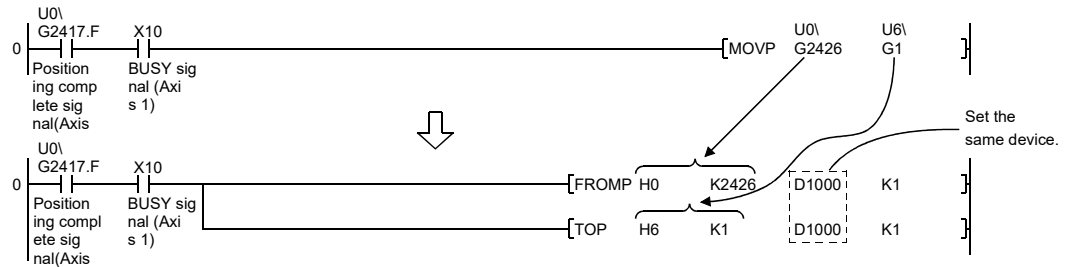 U0\ U0\ U6\
G2417.F X10 MOVP G2426 G1
0
Position BUSY sig
ing comp nal (Axi
lete sig s 1)
nal(Axis
Set the
same device.
U0\
G2417.F X10
0 FROMP H0 K2426 D1000 K1
Position BUSY sig
ing compl nal (Axi
ete sig s 1)
nal(Axis
TOP H6 K1 D1000 K1